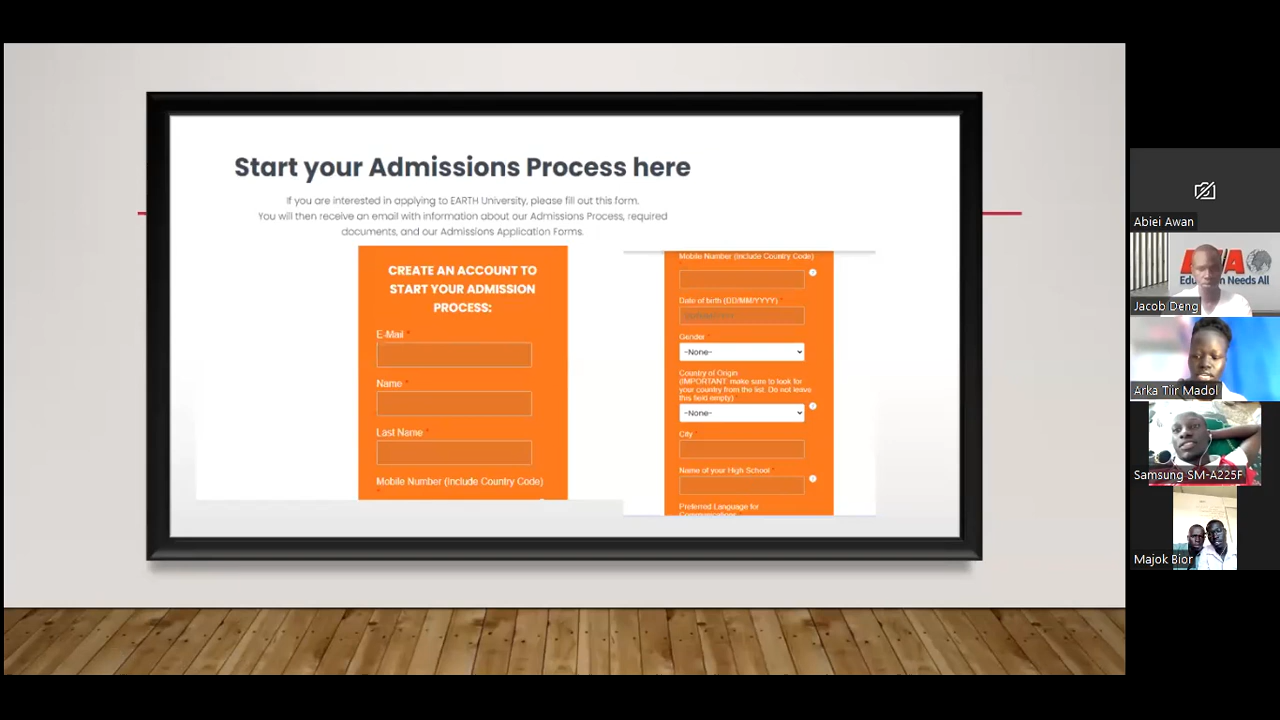 Start your Admissions Process here
If you are interested in applying to EARTH University, please fill out this form.
You will then receive an email with information about our Admissions Process, required
documents, and our Admissions Application Forms.
CREATE AN ACCOUNT TO
START YOUR ADMISSION
PROCESS:
E-Mail *
Name *
Last Name *
Mobile Number (Include Country Code)
*
Mobile Number (Include Country Code)
Date of birth (DD/MM/YYYY) *
Gender *
-None-
Country of Origin
(IMPORTANT: make sure to look for
your country from the list. Do not leave
this field empty) *
-None-
City *
Name of your High School *
Preferred Language for
Abiei Awan
Education Needs All
Jacob Deng
Arka Tiir Madol
Samsung SM-A225F
Majok Bior